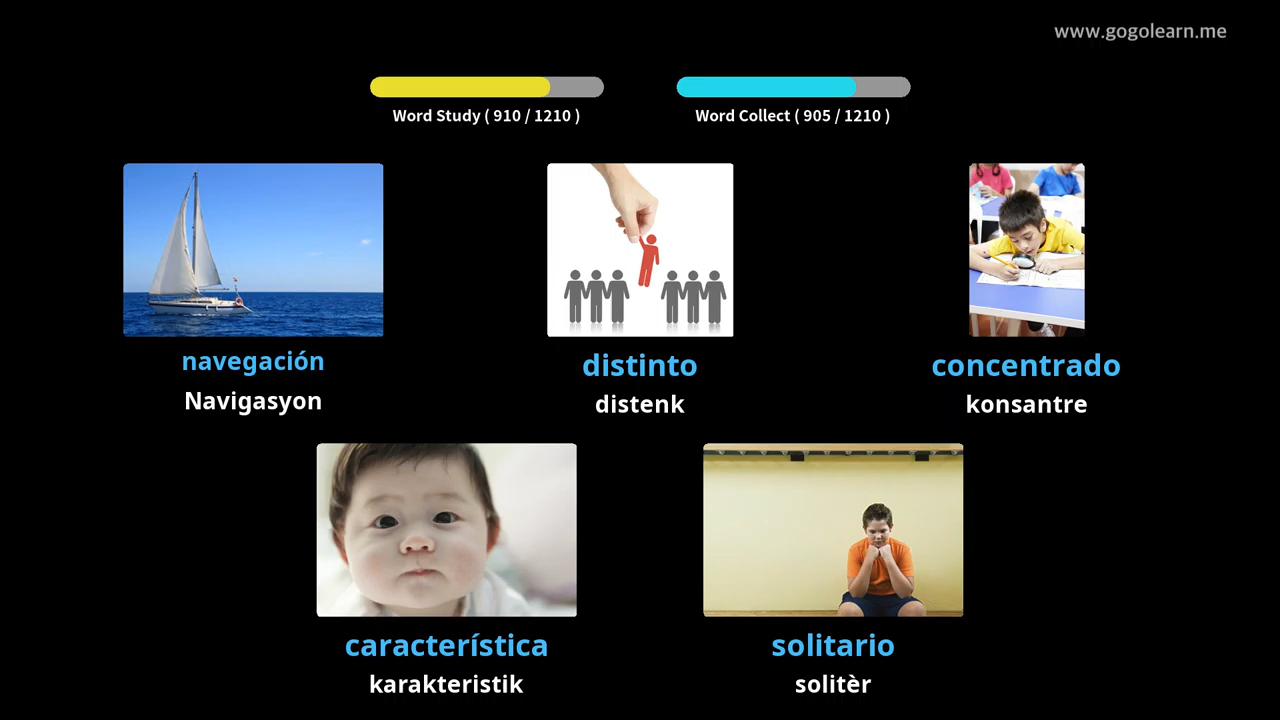 www.gogolearn.me
Word Study ( 910 / 1210 )
Word Collect ( 905 / 1210 )
navegación
Navigasyon
distinto
distenk
concentrado
konsantre
característica
karakteristik
solitario
solitèr